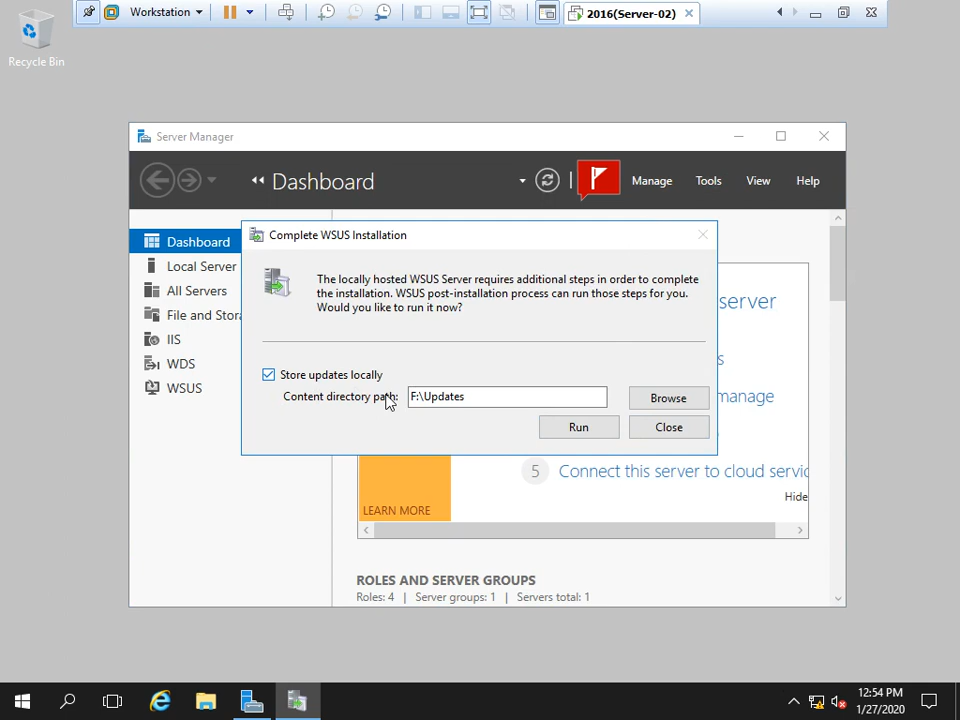 Workstation
2016(Server-02)
Recycle Bin
Server Manager
Dashboard
Manage
Tools
View
Help
Dashboard
Local Server
All Servers
File and Stora
IIS
WDS
WSUS
server
s
manage
5 Connect this server to cloud servic
Hide
LEARN MORE
Complete WSUS Installation
The locally hosted WSUS Server requires additional steps in order to complete
the installation. WSUS post-installation process can run those steps for you.
Would you like to run it now?
Store updates locally
Content directory path: F:\Updates
Browse
Run
Close
ROLES AND SERVER GROUPS
Roles: 4 | Server groups: 1 | Servers total: 1
12:54 PM
1/27/2020